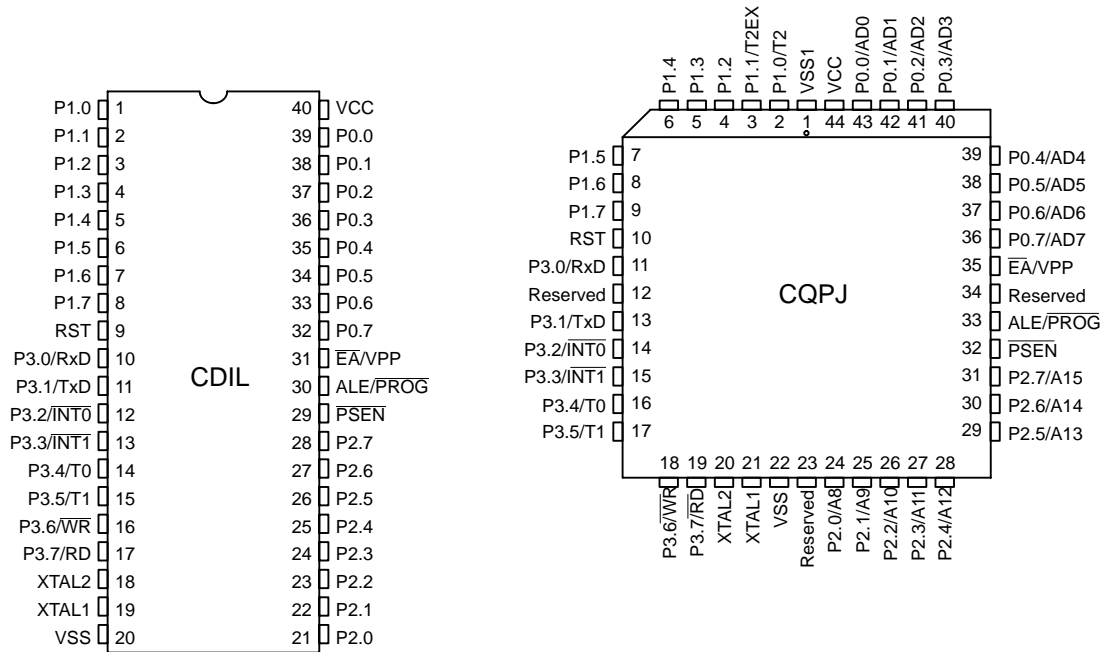 P1.0 1 40 VCC
P1.1 2 39 P0.0
P1.2 3 38 P0.1
P1.3 4 37 P0.2
P1.4 5 36 P0.3
P1.5 6 35 P0.4
P1.6 7 34 P0.5
P1.7 8 33 P0.6
RST 9 32 P0.7
P3.0/RxD 10 31 E̅A̅/VPP
CDIL
P3.1/TxD 11 30 ALE/P̅R̅O̅G̅
P3.2/I̅N̅T̅0̅ 12 29 P̅S̅E̅N̅
P3.3/I̅N̅T̅1̅ 13 28 P2.7
P3.4/T0 14 27 P2.6
P3.5/T1 15 26 P2.5
P3.6/W̅R̅ 16 25 P2.4
P3.7/RD 17 24 P2.3
XTAL2 18 23 P2.2
XTAL1 19 22 P2.1
VSS 20 21 P2.0
P1.4 P1.3 P1.2 P1.1/T2EX P1.0/T2 VSS1 VCC P0.0/AD0 P0.1/AD1 P0.2/AD2 P0.3/AD3
6 5 4 3 2 1 44 43 42 41 40
P1.5 7 39 P0.4/AD4
P1.6 8 38 P0.5/AD5
P1.7 9 37 P0.6/AD6
RST 10 36 P0.7/AD7
P3.0/RxD 11 35 E̅A̅/VPP
Reserved 12 CQPJ 34 Reserved
P3.1/TxD 13 33 ALE/P̅R̅O̅G̅
P3.2/I̅N̅T̅0̅ 14 32 P̅S̅E̅N̅
P3.3/I̅N̅T̅1̅ 15 31 P2.7/A15
P3.4/T0 16 30 P2.6/A14
P3.5/T1 17 29 P2.5/A13
18 19 20 21 22 23 24 25 26 27 28
P3.6/W̅R̅ P3.7/R̅D̅ XTAL2 XTAL1 VSS Reserved P2.0/A8 P2.1/A9 P2.2/A10 P2.3/A11 P2.4/A12